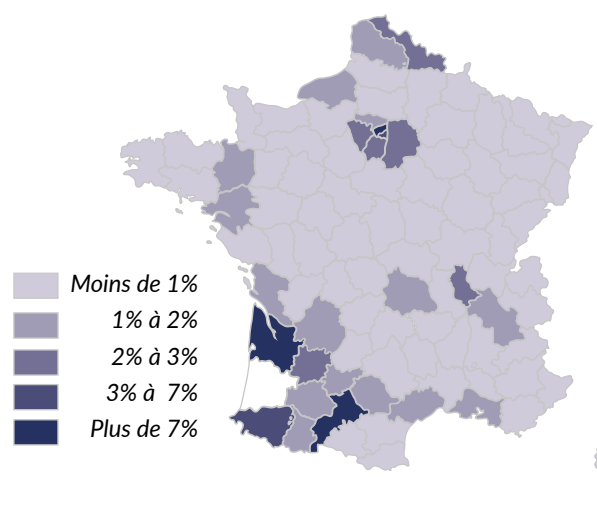 Moins de 1%
1% à 2%
2% à 3%
3% à 7%
Plus de 7%